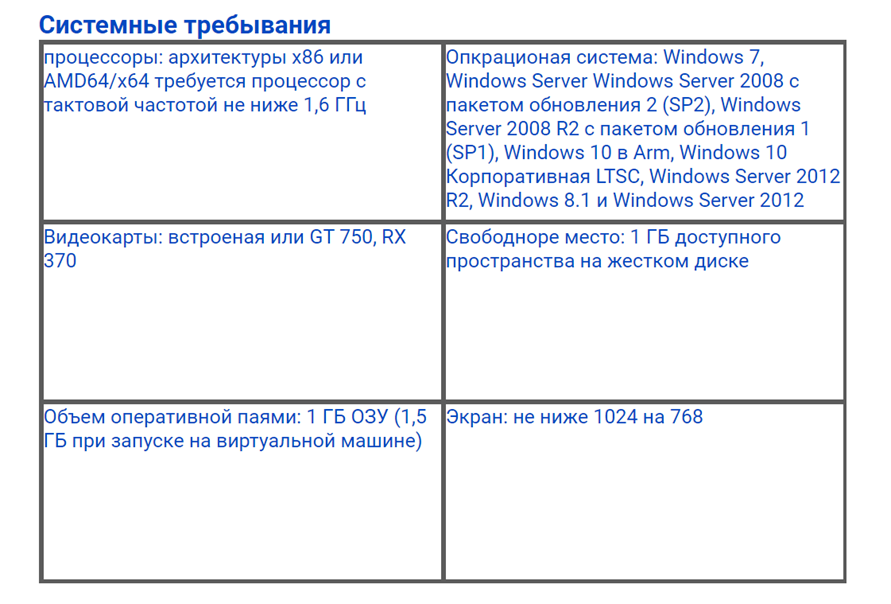 Системные требывания
процессоры: архитектуры x86 или
AMD64/x64 требуется процессор с
тактовой частотой не ниже 1,6 ГГц
Опкрационая система: Windows 7,
Windows Server Windows Server 2008 с
пакетом обновления 2 (SP2), Windows
Server 2008 R2 с пакетом обновления 1
(SP1), Windows 10 в Arm, Windows 10
Корпоративная LTSC, Windows Server 2012
R2, Windows 8.1 и Windows Server 2012
Видеокарты: встроеная или GT 750, RX
370
Свободноре место: 1 ГБ доступного
пространства на жестком диске
Объем оперативной паями: 1 ГБ ОЗУ (1,5
ГБ при запуске на виртуальной машине)
Экран: не ниже 1024 на 768